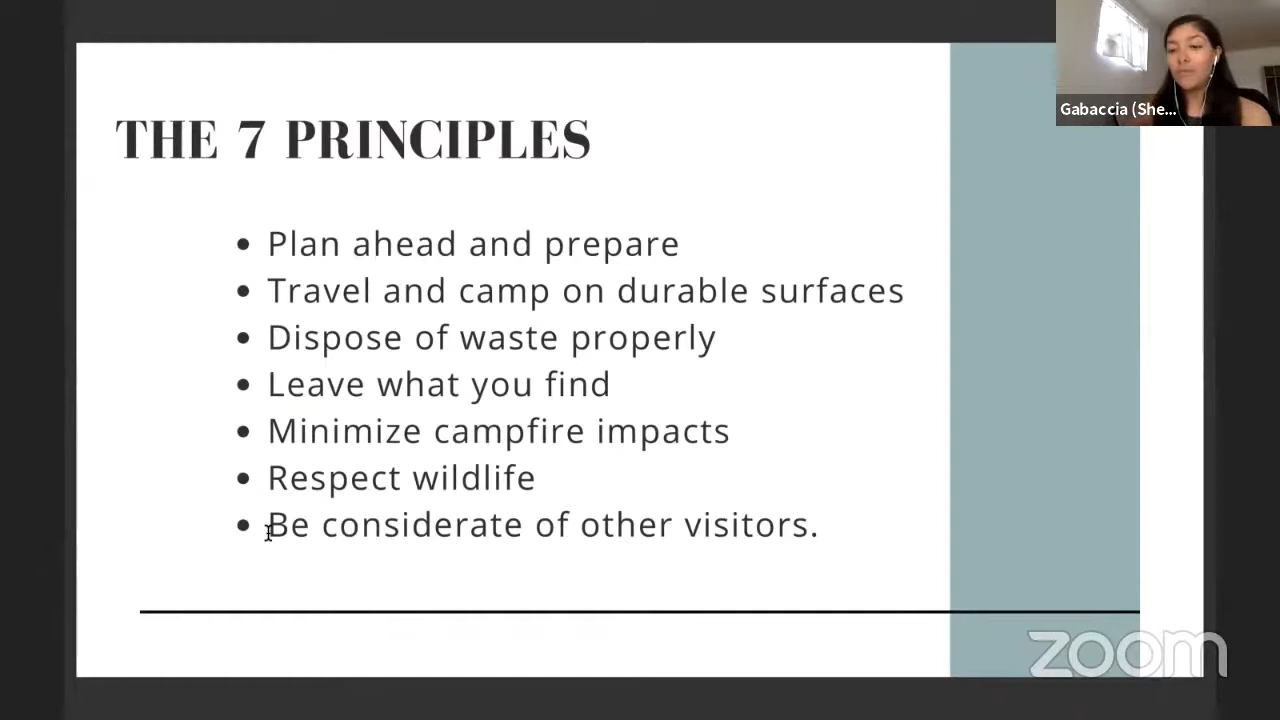 Gabaccia (She...
THE 7 PRINCIPLES
• Plan ahead and prepare
• Travel and camp on durable surfaces
• Dispose of waste properly
• Leave what you find
• Minimize campfire impacts
• Respect wildlife
• Be considerate of other visitors.
zoom